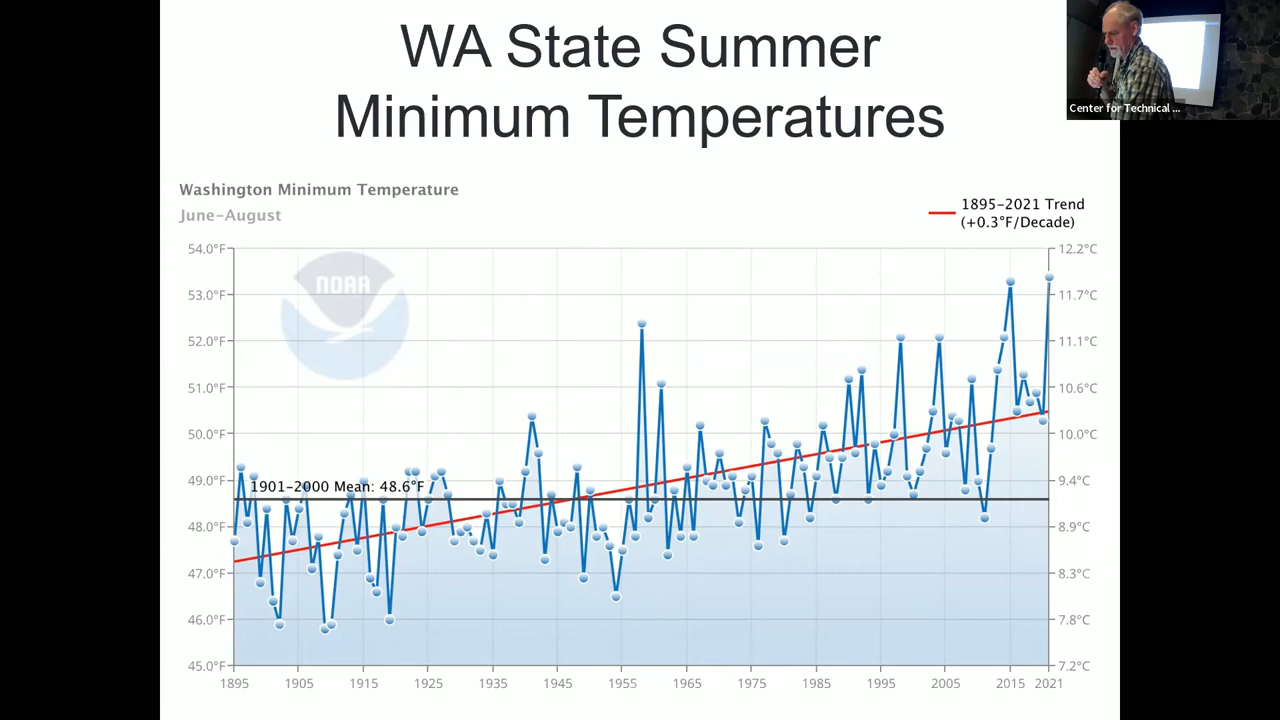 WA State Summer
Minimum Temperatures
Center for Technical ...
Washington Minimum Temperature
June–August
1895–2021 Trend
(+0.3°F/Decade)
54.0°F
53.0°F
52.0°F
51.0°F
50.0°F
49.0°F
48.0°F
47.0°F
46.0°F
45.0°F
NOAA
1901–2000 Mean: 48.6°F
12.2°C
11.7°C
11.1°C
10.6°C
10.0°C
9.4°C
8.9°C
8.3°C
7.8°C
7.2°C
1895 1905 1915 1925 1935 1945 1955 1965 1975 1985 1995 2005 2015 2021